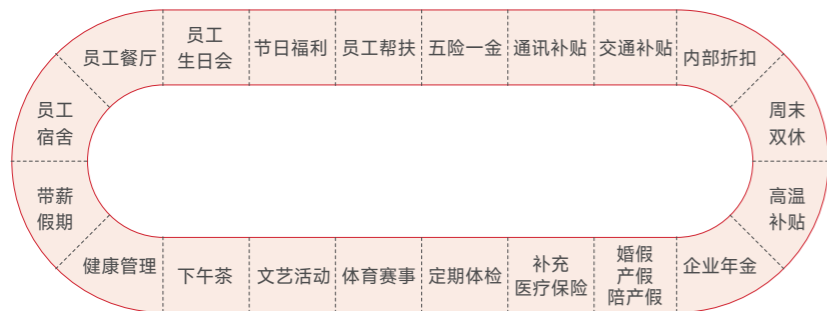 员工餐厅
员工
生日会
节日福利
员工帮扶
五险一金
通讯补贴
交通补贴
内部折扣
员工
宿舍
周末
双休
带薪
假期
高温
补贴
健康管理
下午茶
文艺活动
体育赛事
定期体检
补充
医疗保险
婚假
产假
陪产假
企业年金